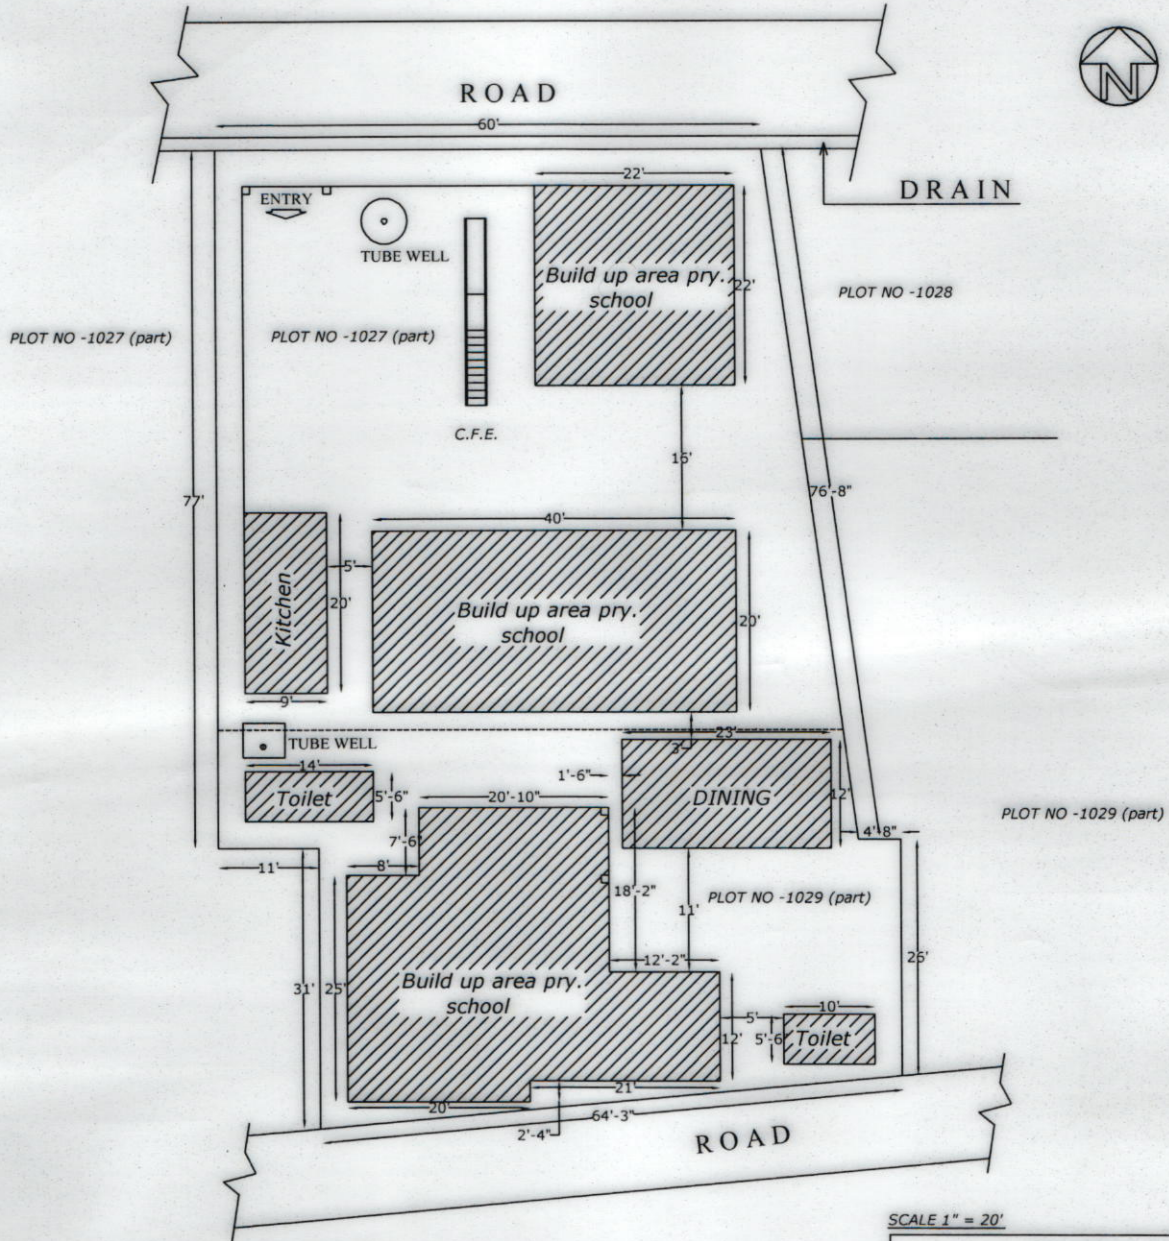 ROAD
N
60'
22'
DRAIN
ENTRY
TUBE WELL
Build up area pry.
school
22'
PLOT NO -1028
PLOT NO -1027 (part)
PLOT NO -1027 (part)
C.F.E.
16'
77'
76'-8"
40'
5'
20'
Kitchen
Build up area pry.
school
20'
9'
23'
3'
TUBE WELL
14'
1'-6"
Toilet
5'-6"
20'-10"
DINING
12'
PLOT NO -1029 (part)
4'-8"
7'-6"
11'
8'
18'-2"
11'
PLOT NO -1029 (part)
12'-2"
26'
31'
25'
Build up area pry.
school
10'
5'
12'
5'-6
Toilet
21'
20'
64'-3"
2'-4"
ROAD
SCALE 1" = 20'